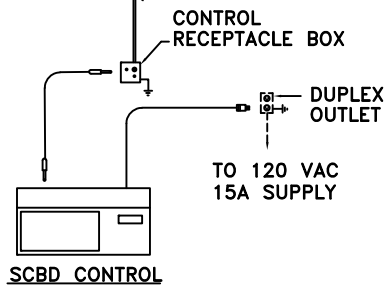 CONTROL
RECEPTACLE BOX
DUPLEX
OUTLET
TO 120 VAC
15A SUPPLY
SCBD CONTROL